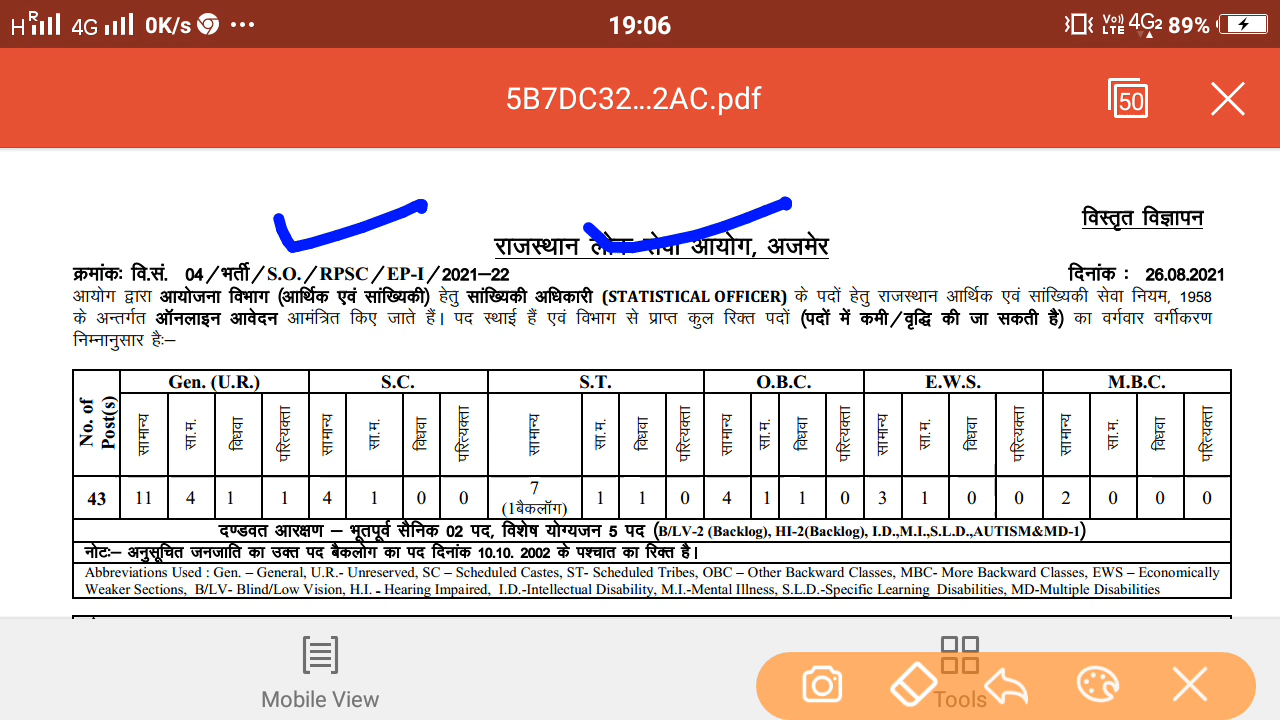 H R 4G 0K/s ••• 19:06 Vo)) LTE 4G2 89%
5B7DC32...2AC.pdf 50
विस्तृत विज्ञापन
राजस्थान लोक सेवा आयोग, अजमेर
क्रमांकः वि.सं. 04/भर्ती/S.O./RPSC/EP-I/2021–22 दिनांक : 26.08.2021
आयोग द्वारा आयोजना विभाग (आर्थिक एवं सांख्यिकी) हेतु सांख्यिकी अधिकारी (STATISTICAL OFFICER) के पदों हेतु राजस्थान आर्थिक एवं सांख्यिकी सेवा नियम, 1958
के अन्तर्गत ऑनलाइन आवेदन आमंत्रित किए जाते हैं। पद स्थाई हैं एवं विभाग से प्राप्त कुल रिक्त पदों (पदों में कमी/वृद्धि की जा सकती है) का वर्गवार वर्गीकरण
निम्नानुसार हैः–
No. of Post(s) Gen. (U.R.) S.C. S.T. O.B.C. E.W.S. M.B.C.
सामान्य सा.म. विधवा परित्यक्ता सामान्य सा.म. विधवा परित्यक्ता सामान्य सा.म. विधवा परित्यक्ता सामान्य सा.म. विधवा परित्यक्ता सामान्य सा.म. विधवा परित्यक्ता सामान्य सा.म. विधवा परित्यक्ता
43 11 4 1 1 4 1 0 0 7 (1बैकलॉग) 1 1 0 4 1 1 0 3 1 0 0 2 0 0 0
दण्डवत आरक्षण – भूतपूर्व सैनिक 02 पद, विशेष योग्यजन 5 पद (B/LV-2 (Backlog), HI-2(Backlog), I.D.,M.I.,S.L.D.,AUTISM&MD-1)
नोटः– अनुसूचित जनजाति का उक्त पद बैकलोग का पद दिनांक 10.10. 2002 के पश्चात का रिक्त है।
Abbreviations Used : Gen. – General, U.R.- Unreserved, SC – Scheduled Castes, ST- Scheduled Tribes, OBC – Other Backward Classes, MBC- More Backward Classes, EWS – Economically
Weaker Sections, B/LV- Blind/Low Vision, H.I. - Hearing Impaired, I.D.-Intellectual Disability, M.I.-Mental Illness, S.L.D.-Specific Learning Disabilities, MD-Multiple Disabilities
Mobile View Tools